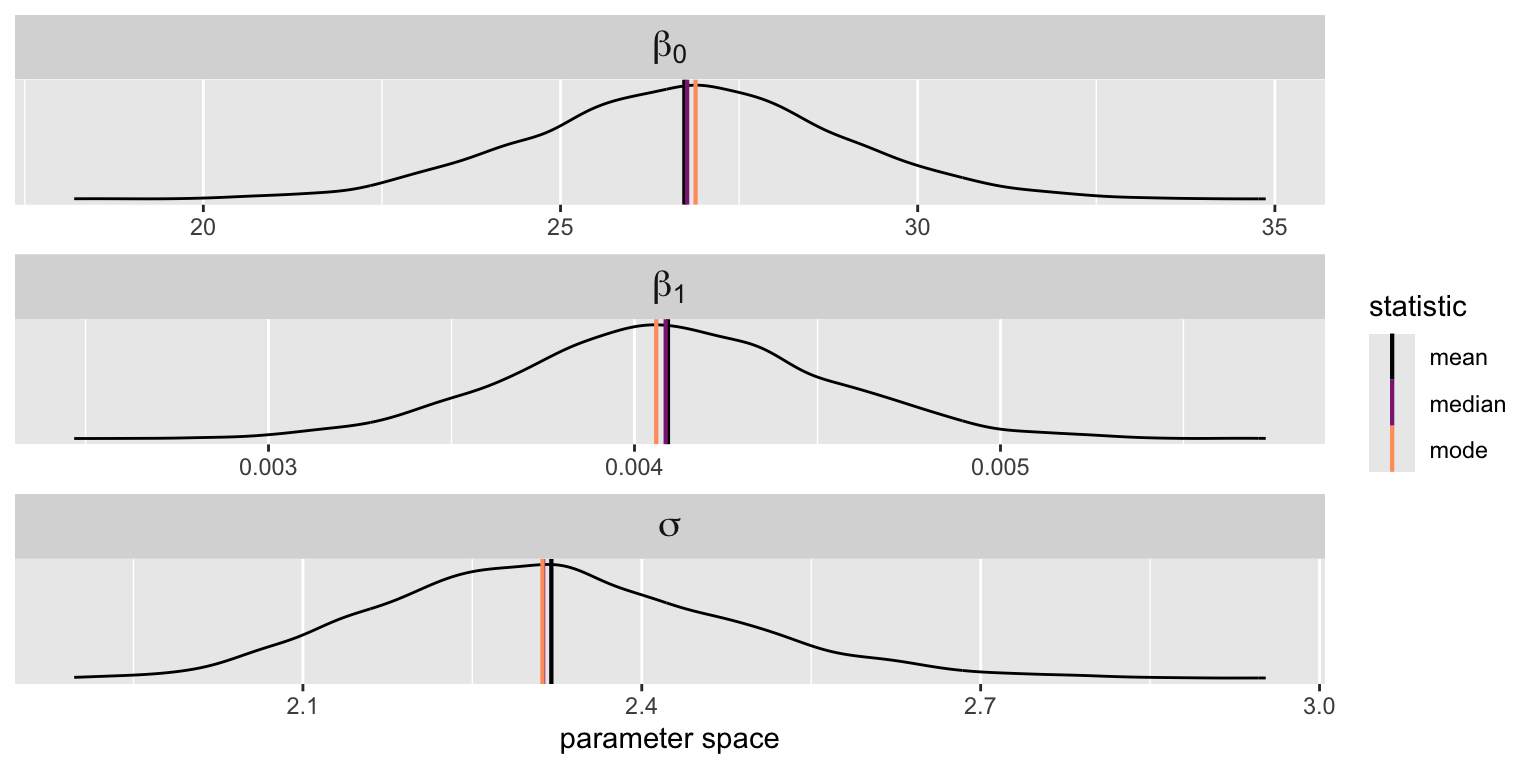 β0
20 25 30 35
β1
0.003 0.004 0.005
σ
2.1 2.4 2.7 3.0
parameter space
statistic
mean
median
mode